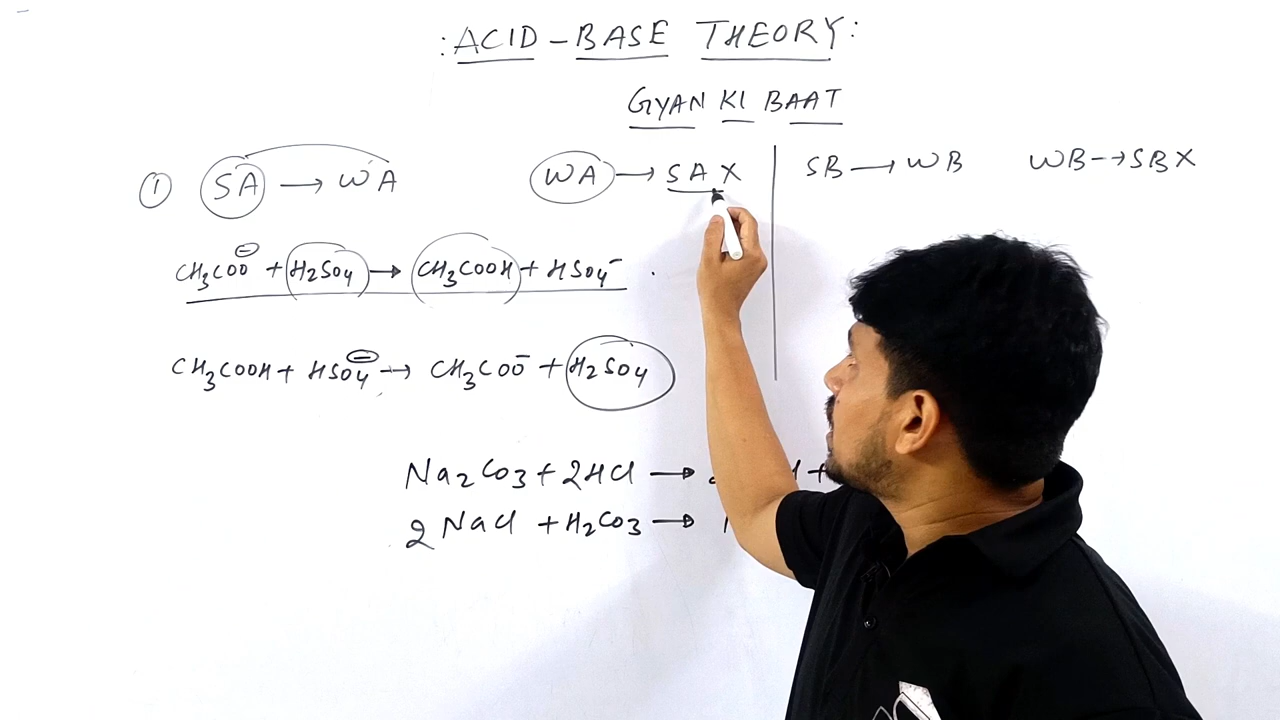 : ACID-BASE THEORY:
GYAN KI BAAT
① SA → WA WA → SA X SB → WB WB → SB X
CH₃COO⊖ + H₂SO₄ → CH₃COOH + HSO₄⁻
CH₃COOH + HSO₄⊖ → CH₃COO⁻ + H₂SO₄
Na₂CO₃ + 2HCl →
2NaCl + H₂CO₃ →